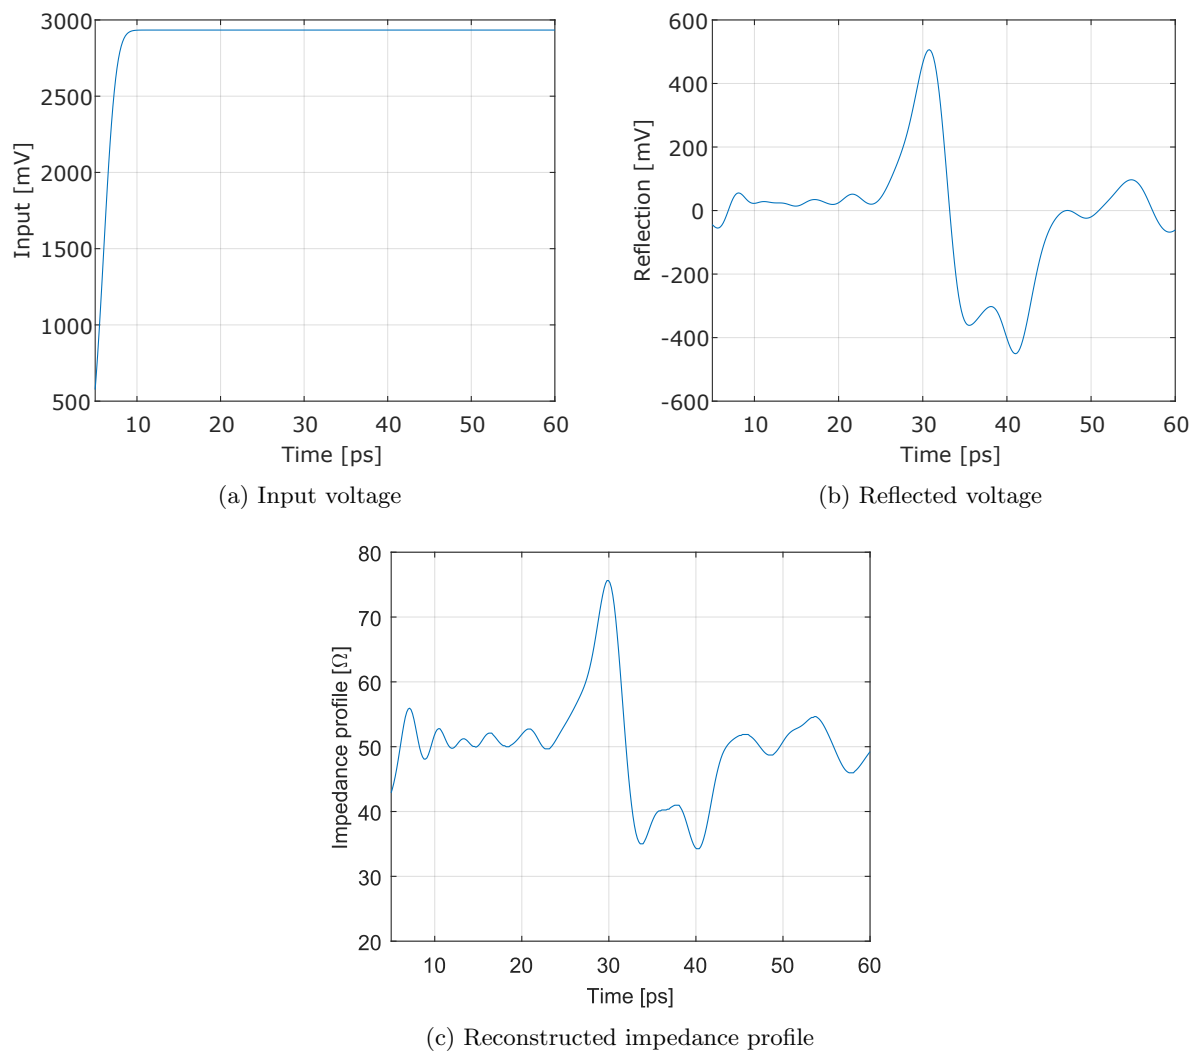 3000
2500
2000
1500
1000
500
Input [mV]
10 20 30 40 50 60
Time [ps]
(a) Input voltage
600
400
200
0
-200
-400
-600
Reflection [mV]
10 20 30 40 50 60
Time [ps]
(b) Reflected voltage
80
70
60
50
40
30
20
Impedance profile [Ω]
10 20 30 40 50 60
Time [ps]
(c) Reconstructed impedance profile